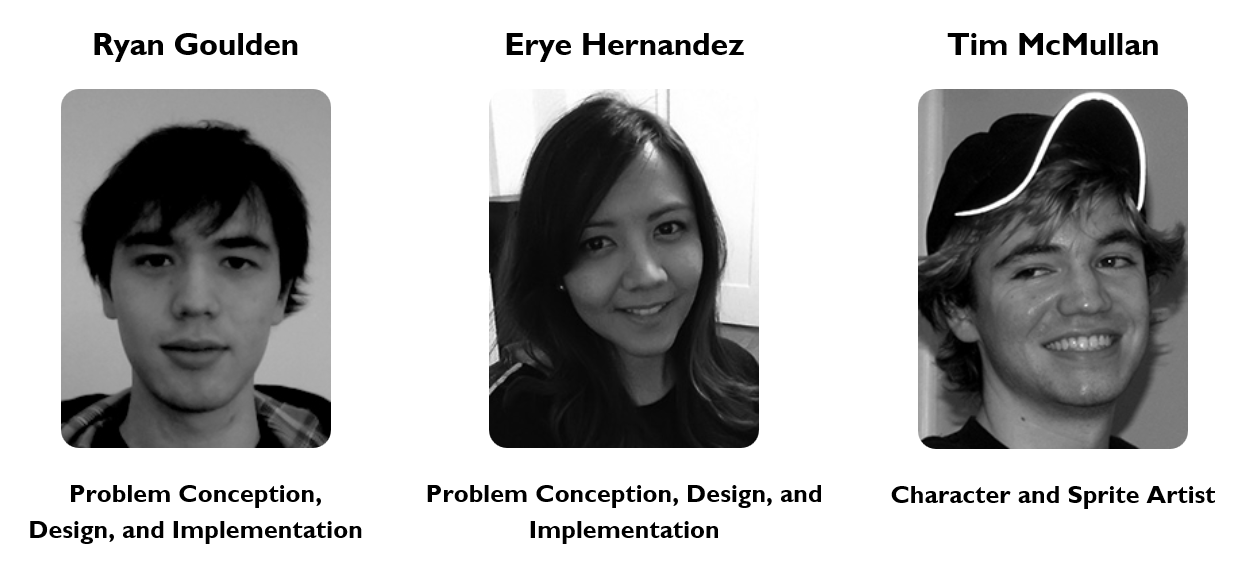 Ryan Goulden
Erye Hernandez
Tim McMullan
Problem Conception,
Design, and Implementation
Problem Conception, Design, and
Implementation
Character and Sprite Artist